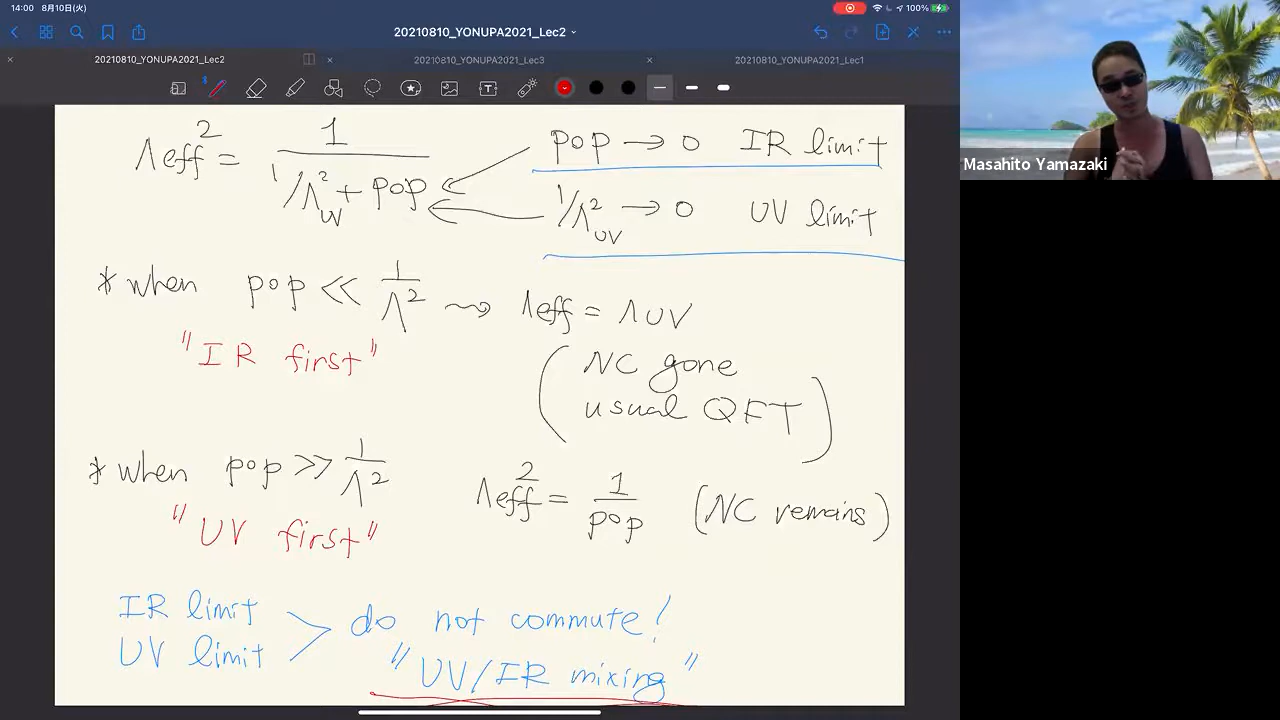 14:00 8月10日(火)
100%
20210810_YONUPA2021_Lec2
20210810_YONUPA2021_Lec2
20210810_YONUPA2021_Lec3
20210810_YONUPA2021_Lec1
Masahito Yamazaki
Λeff² = 1 / (1/Λ²UV + p∘p)
p∘p → 0 IR limit
1/Λ²UV → 0 UV limit
* when p∘p << 1/Λ² ⇝ Λeff = ΛUV
"IR first"
( NC gone
usual QFT )
* when p∘p >> 1/Λ² Λeff² = 1/p∘p (NC remains)
"UV first"
IR limit
UV limit > do not commute!
"UV/IR mixing"